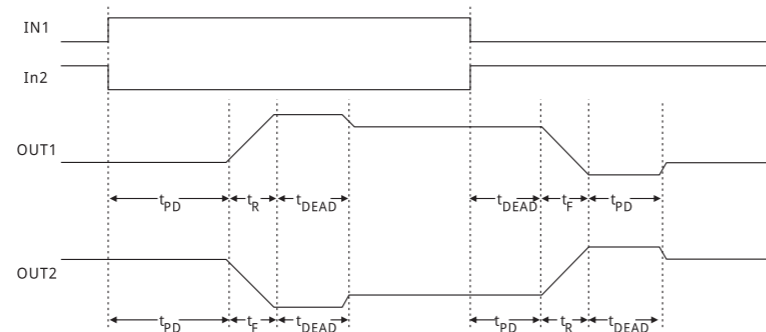 IN1
In2
OUT1
tPD tR tDEAD tDEAD tF tPD
OUT2
tPD tF tDEAD tPD tR tDEAD